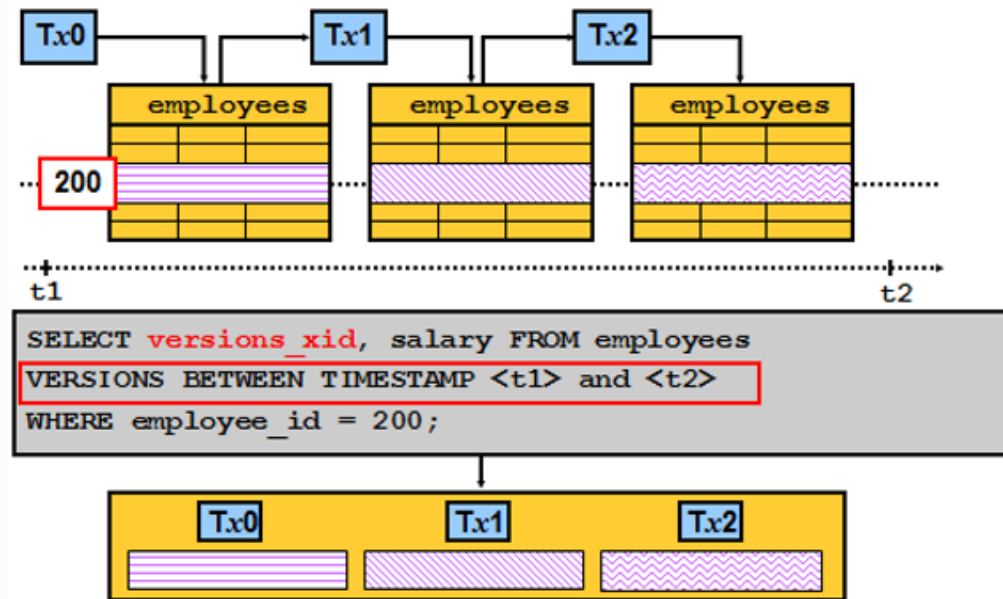 Tx0 Tx1 Tx2
employees employees employees
200
t1 t2
SELECT versions_xid, salary FROM employees
VERSIONS BETWEEN TIMESTAMP <t1> and <t2>
WHERE employee_id = 200;
Tx0 Tx1 Tx2